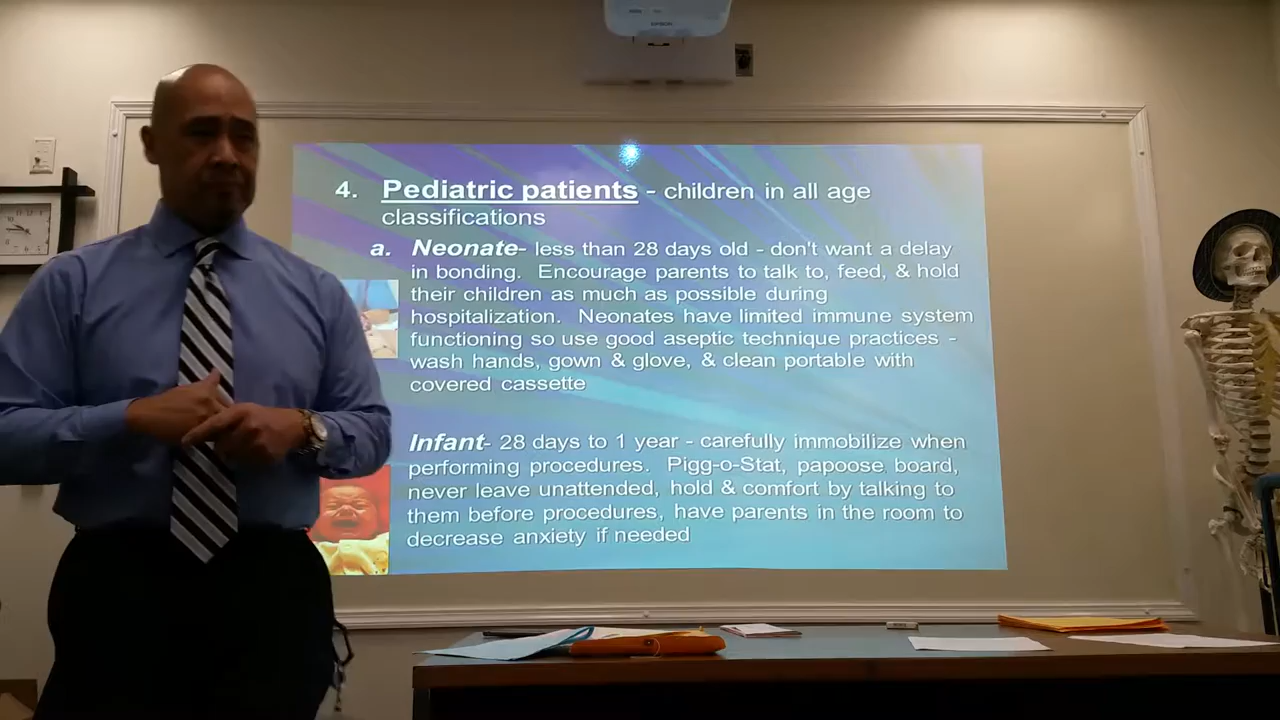 EPSON
4. Pediatric patients - children in all age
classifications
a. Neonate- less than 28 days old - don't want a delay
in bonding. Encourage parents to talk to, feed, & hold
their children as much as possible during
hospitalization. Neonates have limited immune system
functioning so use good aseptic technique practices -
wash hands, gown & glove, & clean portable with
covered cassette
Infant- 28 days to 1 year - carefully immobilize when
performing procedures. Pigg-o-Stat, papoose board,
never leave unattended, hold & comfort by talking to
them before procedures, have parents in the room to
decrease anxiety if needed